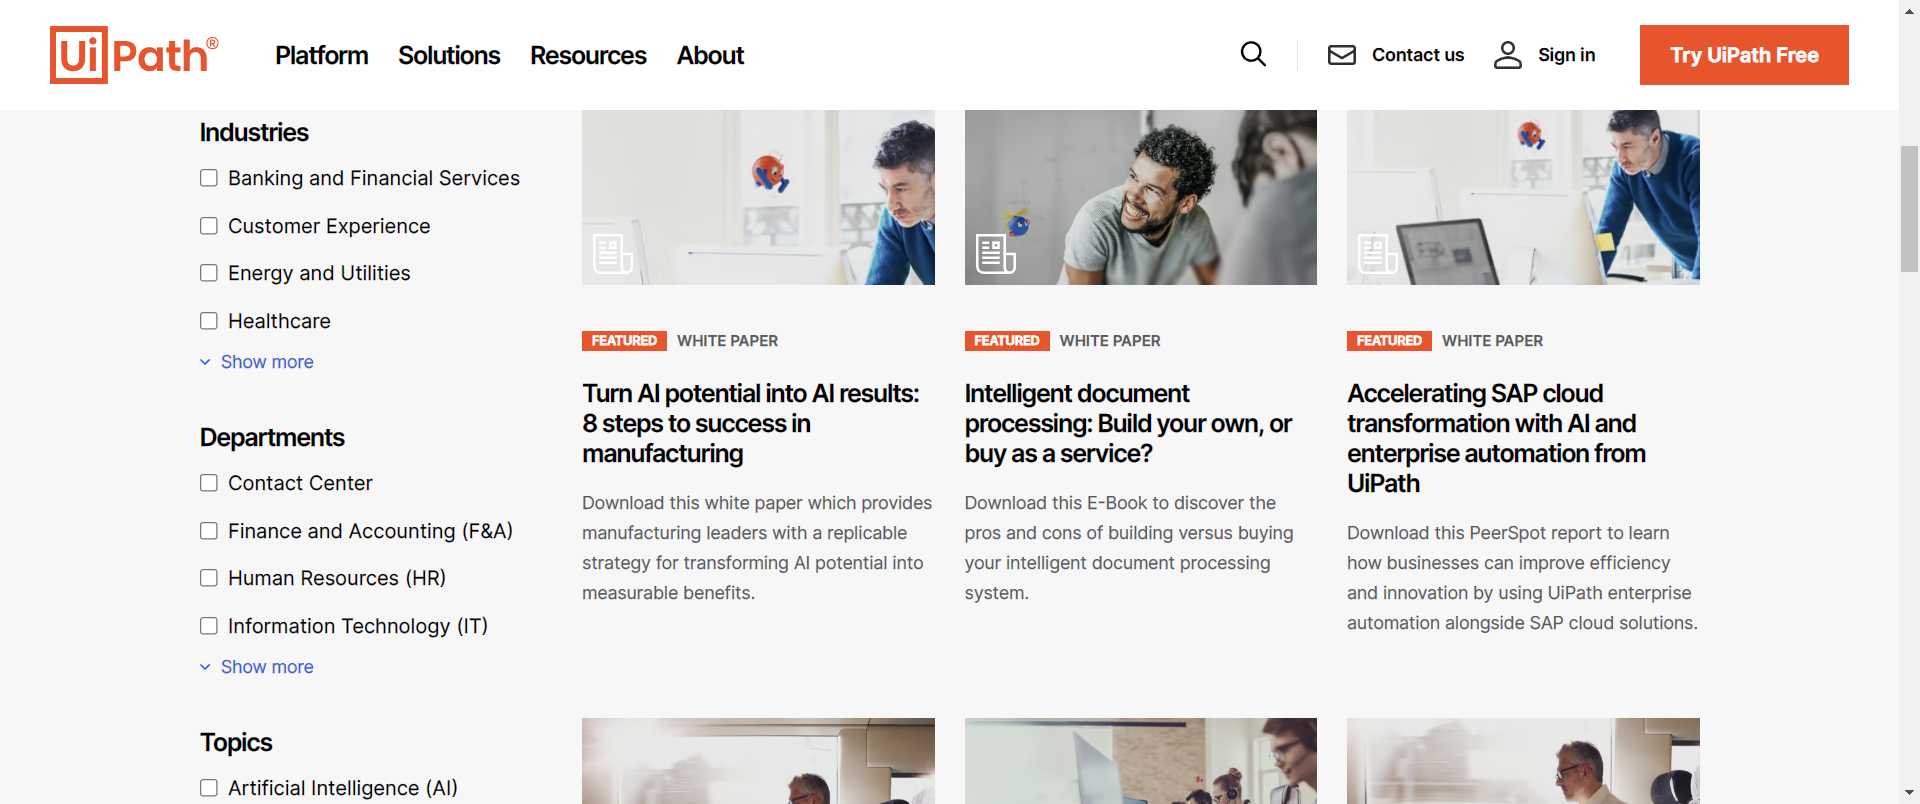 UiPath®
Platform
Solutions
Resources
About
Contact us
Sign in
Try UiPath Free
Industries
Banking and Financial Services
Customer Experience
Energy and Utilities
Healthcare
Show more
Departments
Contact Center
Finance and Accounting (F&A)
Human Resources (HR)
Information Technology (IT)
Show more
Topics
Artificial Intelligence (AI)
FEATURED WHITE PAPER
Turn AI potential into AI results:
8 steps to success in
manufacturing
Download this white paper which provides
manufacturing leaders with a replicable
strategy for transforming AI potential into
measurable benefits.
FEATURED WHITE PAPER
Intelligent document
processing: Build your own, or
buy as a service?
Download this E-Book to discover the
pros and cons of building versus buying
your intelligent document processing
system.
FEATURED WHITE PAPER
Accelerating SAP cloud
transformation with AI and
enterprise automation from
UiPath
Download this PeerSpot report to learn
how businesses can improve efficiency
and innovation by using UiPath enterprise
automation alongside SAP cloud solutions.